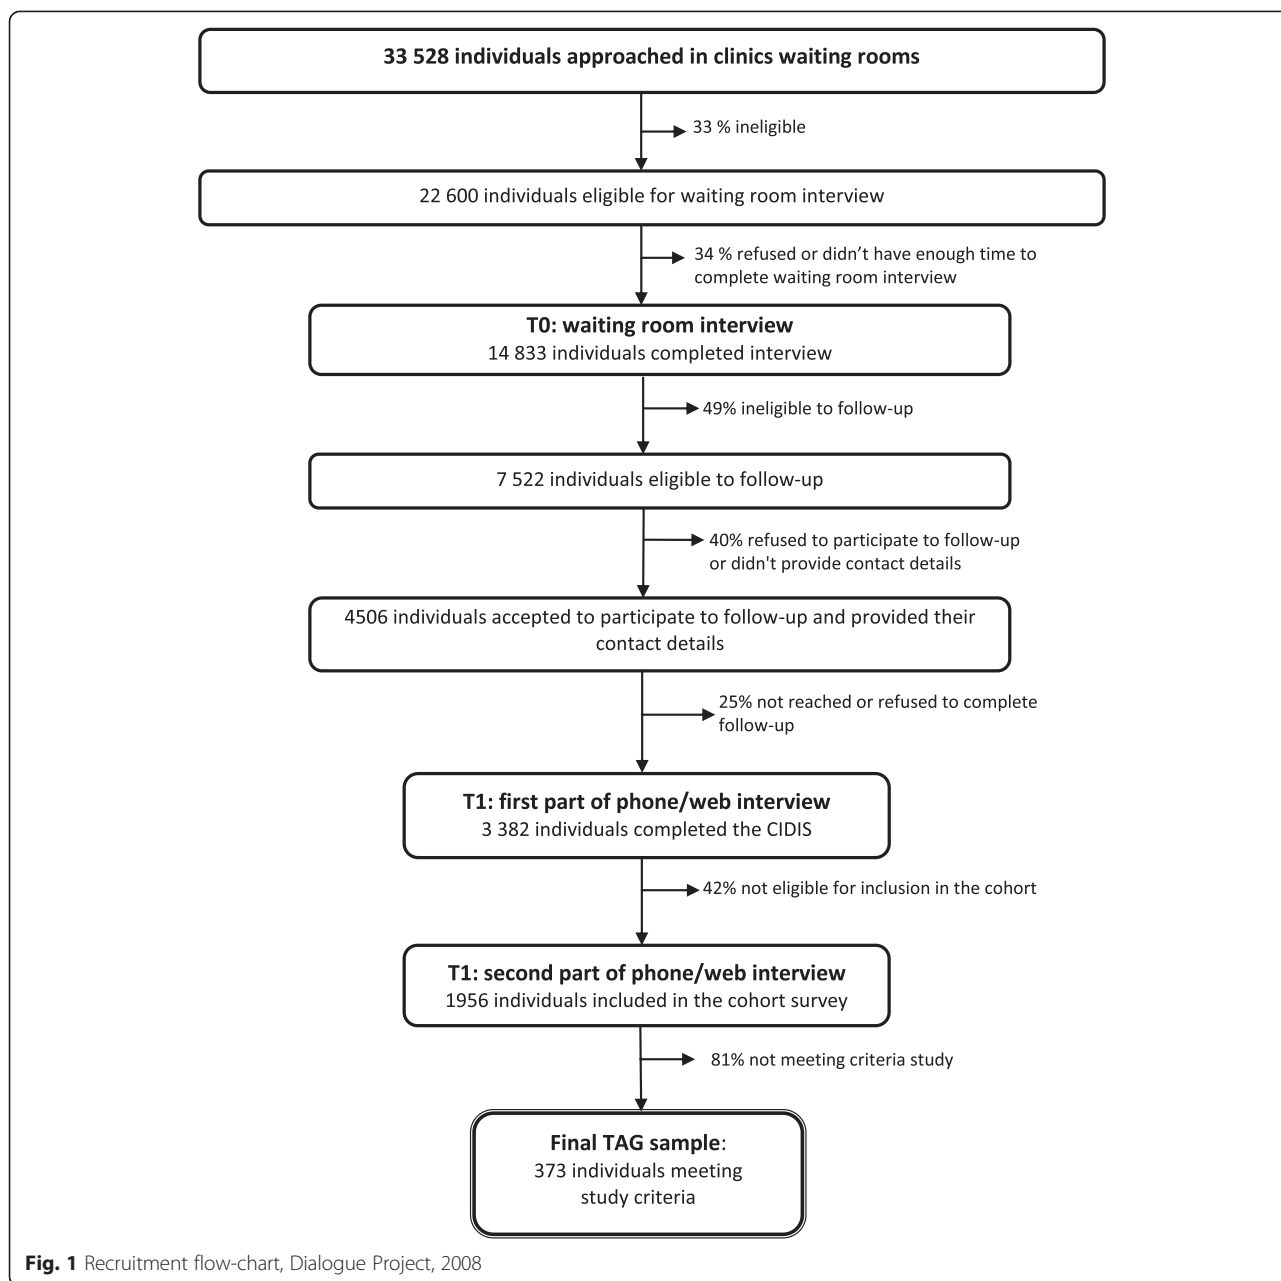 33 528 individuals approached in clinics waiting rooms
33 % ineligible
22 600 individuals eligible for waiting room interview
34 % refused or didn’t have enough time to
complete waiting room interview
T0: waiting room interview
14 833 individuals completed interview
49% ineligible to follow-up
7 522 individuals eligible to follow-up
40% refused to participate to follow-up
or didn't provide contact details
4506 individuals accepted to participate to follow-up and provided their
contact details
25% not reached or refused to complete
follow-up
T1: first part of phone/web interview
3 382 individuals completed the CIDIS
42% not eligible for inclusion in the cohort
T1: second part of phone/web interview
1956 individuals included in the cohort survey
81% not meeting criteria study
Final TAG sample:
373 individuals meeting
study criteria
Fig. 1 Recruitment flow-chart, Dialogue Project, 2008